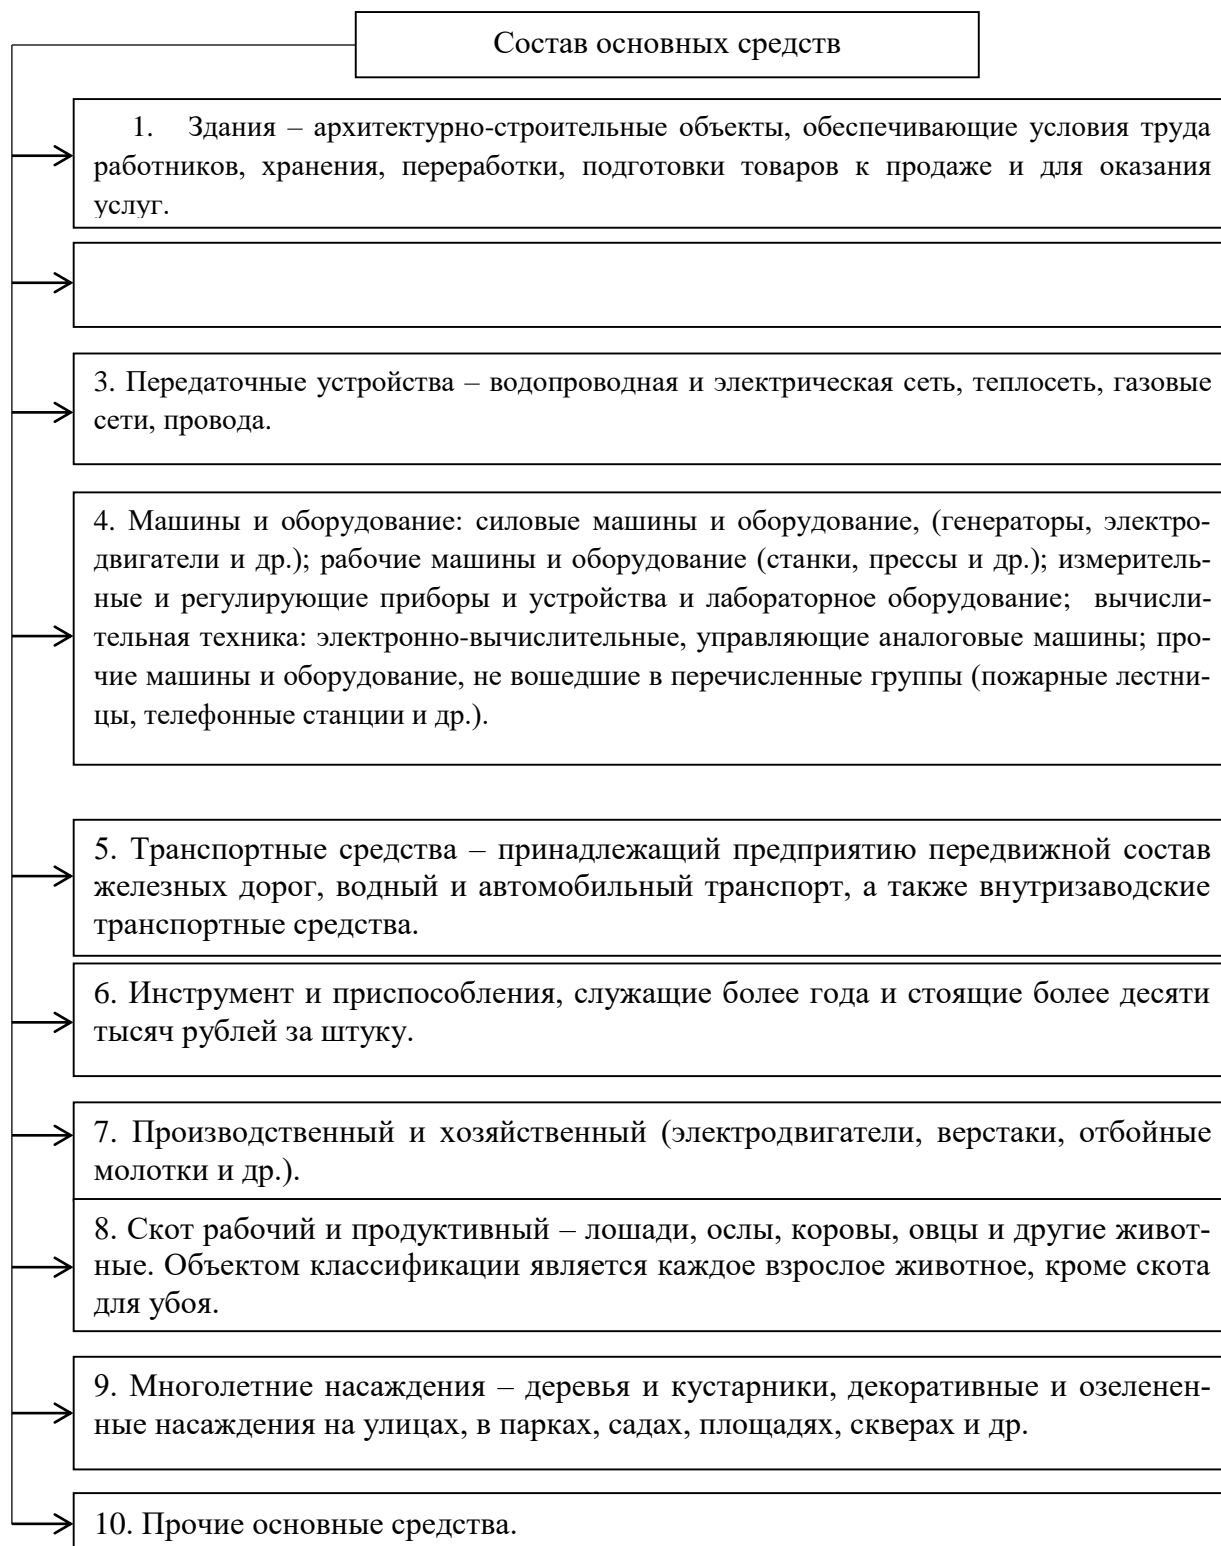 Состав основных средств
1. Здания – архитектурно-строительные объекты, обеспечивающие условия труда
работников, хранения, переработки, подготовки товаров к продаже и для оказания
услуг.
3. Передаточные устройства – водопроводная и электрическая сеть, теплосеть, газовые
сети, провода.
4. Машины и оборудование: силовые машины и оборудование, (генераторы, электро-
двигатели и др.); рабочие машины и оборудование (станки, прессы и др.); измеритель-
ные и регулирующие приборы и устройства и лабораторное оборудование; вычисли-
тельная техника: электронно-вычислительные, управляющие аналоговые машины; про-
чие машины и оборудование, не вошедшие в перечисленные группы (пожарные лестни-
цы, телефонные станции и др.).
5. Транспортные средства – принадлежащий предприятию передвижной состав
железных дорог, водный и автомобильный транспорт, а также внутризаводские
транспортные средства.
6. Инструмент и приспособления, служащие более года и стоящие более десяти
тысяч рублей за штуку.
7. Производственный и хозяйственный (электродвигатели, верстаки, отбойные
молотки и др.).
8. Скот рабочий и продуктивный – лошади, ослы, коровы, овцы и другие живот-
ные. Объектом классификации является каждое взрослое животное, кроме скота
для убоя.
9. Многолетние насаждения – деревья и кустарники, декоративные и озеленен-
ные насаждения на улицах, в парках, садах, площадях, скверах и др.
10. Прочие основные средства.